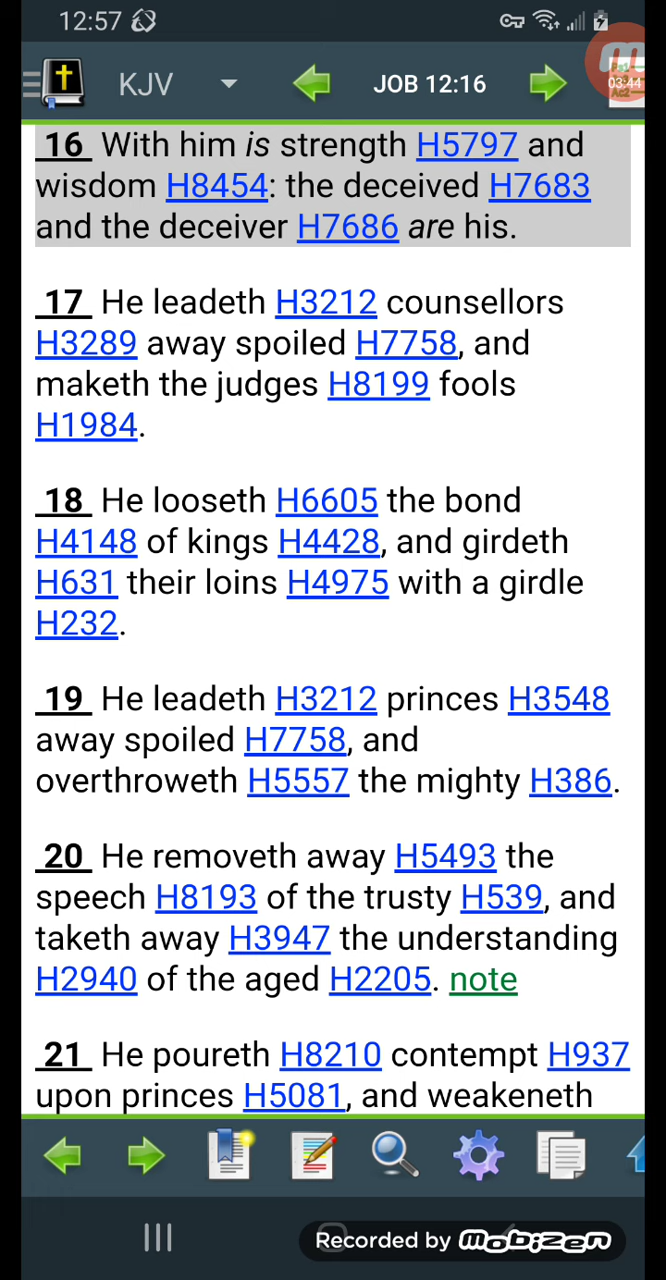 12:57
03:44
KJV
JOB 12:16
16 With him is strength H5797 and
wisdom H8454: the deceived H7683
and the deceiver H7686 are his.
17 He leadeth H3212 counsellors
H3289 away spoiled H7758, and
maketh the judges H8199 fools
H1984.
18 He looseth H6605 the bond
H4148 of kings H4428, and girdeth
H631 their loins H4975 with a girdle
H232.
19 He leadeth H3212 princes H3548
away spoiled H7758, and
overthroweth H5557 the mighty H386.
20 He removeth away H5493 the
speech H8193 of the trusty H539, and
taketh away H3947 the understanding
H2940 of the aged H2205. note
21 He poureth H8210 contempt H937
upon princes H5081, and weakeneth
Recorded by mobizen